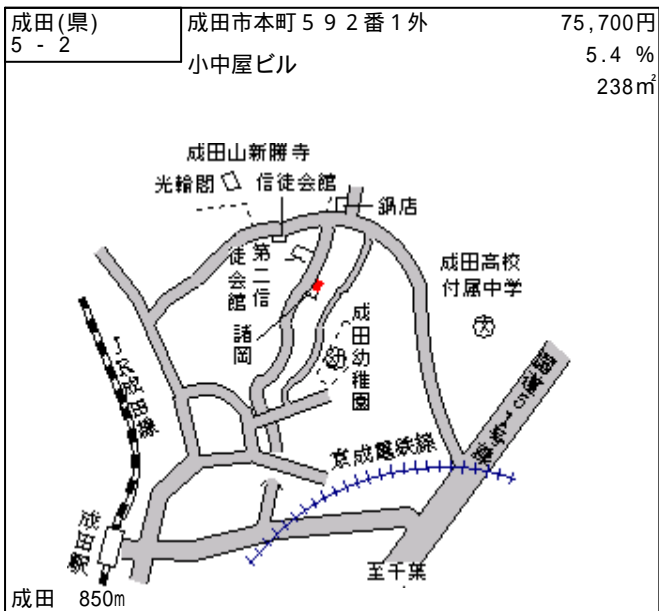 成田(県)
5 - 2
成田市本町５９２番１外
小中屋ビル
75,700円
5.4 %
238㎡
成田山新勝寺
光輪閣
信徒会館
鍋店
第二信徒会館
諸岡
成田幼稚園
成田高校
付属中学
文
ＪＲ成田線
国道５１号線
京成電鉄線
成田駅
至千葉
成田 850m